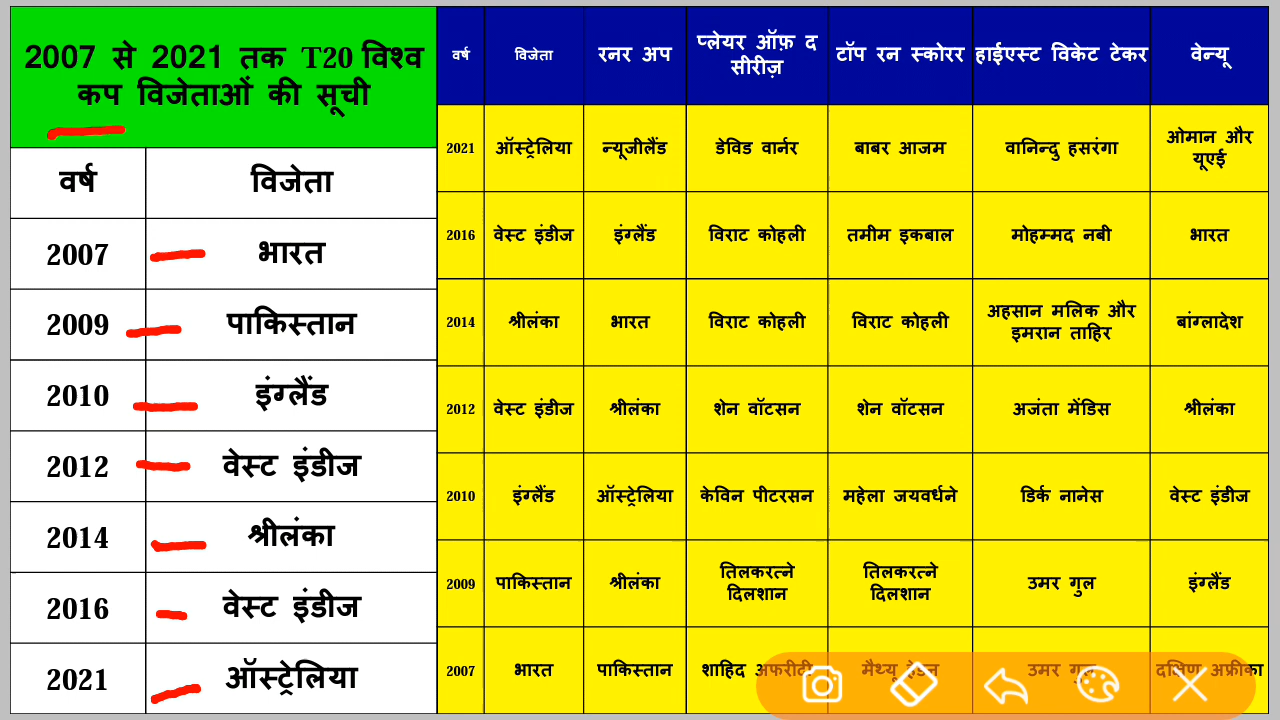 2007 से 2021 तक T20 विश्व
कप विजेताओं की सूची
वर्ष विजेता
2007 भारत
2009 पाकिस्तान
2010 इंग्लैंड
2012 वेस्ट इंडीज
2014 श्रीलंका
2016 वेस्ट इंडीज
2021 ऑस्ट्रेलिया
वर्ष विजेता रनर अप प्लेयर ऑफ़ द सीरीज़ टॉप रन स्कोरर हाईएस्ट विकेट टेकर वेन्यू
2021 ऑस्ट्रेलिया न्यूजीलैंड डेविड वार्नर बाबर आजम वानिन्दु हसरंगा ओमान और यूएई
2016 वेस्ट इंडीज इंग्लैंड विराट कोहली तमीम इकबाल मोहम्मद नबी भारत
2014 श्रीलंका भारत विराट कोहली विराट कोहली अहसान मलिक और इमरान ताहिर बांग्लादेश
2012 वेस्ट इंडीज श्रीलंका शेन वॉटसन शेन वॉटसन अजंता मेंडिस श्रीलंका
2010 इंग्लैंड ऑस्ट्रेलिया केविन पीटरसन महेला जयवर्धने डिर्क नानेस वेस्ट इंडीज
2009 पाकिस्तान श्रीलंका तिलकरत्ने दिलशान तिलकरत्ने दिलशान उमर गुल इंग्लैंड
2007 भारत पाकिस्तान शाहिद अफरीदी मैथ्यू हेडन उमर गुल दक्षिण अफ्रीका